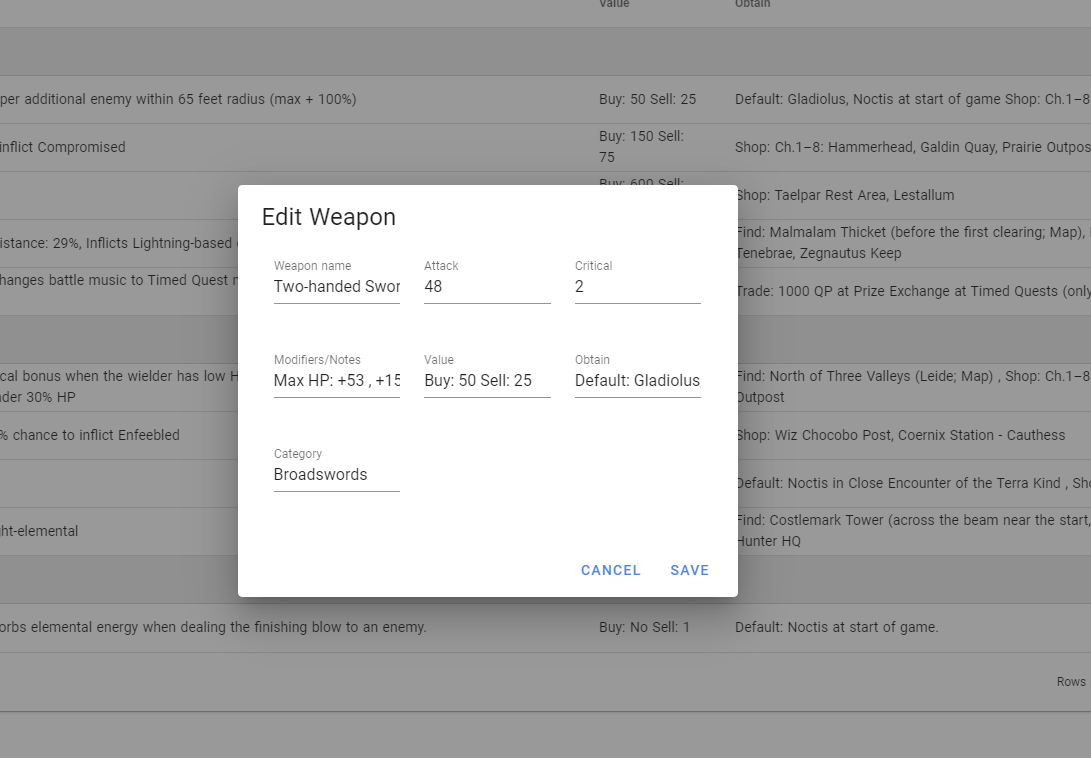 Value Obtain
per additional enemy within 65 feet radius (max + 100%) Buy: 50 Sell: 25 Default: Gladiolus, Noctis at start of game Shop: Ch.1–8
inflict Compromised Buy: 150 Sell: 75 Shop: Ch.1–8: Hammerhead, Galdin Quay, Prairie Outpos
Buy: 600 Sell: Shop: Taelpar Rest Area, Lestallum
istance: 29%, Inflicts Lightning-based Find: Malmalam Thicket (before the first clearing; Map),
Tenebrae, Zegnautus Keep
hanges battle music to Timed Quest Trade: 1000 QP at Prize Exchange at Timed Quests (only
cal bonus when the wielder has low H Find: North of Three Valleys (Leide; Map) , Shop: Ch.1–8
nder 30% HP Outpost
% chance to inflict Enfeebled Shop: Wiz Chocobo Post, Coernix Station - Cauthess
Default: Noctis in Close Encounter of the Terra Kind , Sho
ght-elemental Find: Costlemark Tower (across the beam near the start,
Hunter HQ
orbs elemental energy when dealing the finishing blow to an enemy. Buy: No Sell: 1 Default: Noctis at start of game.
Rows
Edit Weapon
Weapon name Attack Critical
Two-handed Swor 48 2
Modifiers/Notes Value Obtain
Max HP: +53 , +15 Buy: 50 Sell: 25 Default: Gladiolus
Category
Broadswords
CANCEL SAVE